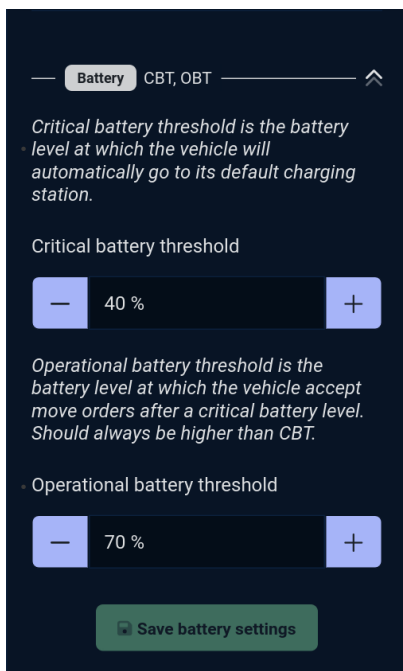 Battery CBT, OBT
Critical battery threshold is the battery
level at which the vehicle will
automatically go to its default charging
station.
Critical battery threshold
40 %
Operational battery threshold is the
battery level at which the vehicle accept
move orders after a critical battery level.
Should always be higher than CBT.
Operational battery threshold
70 %
Save battery settings